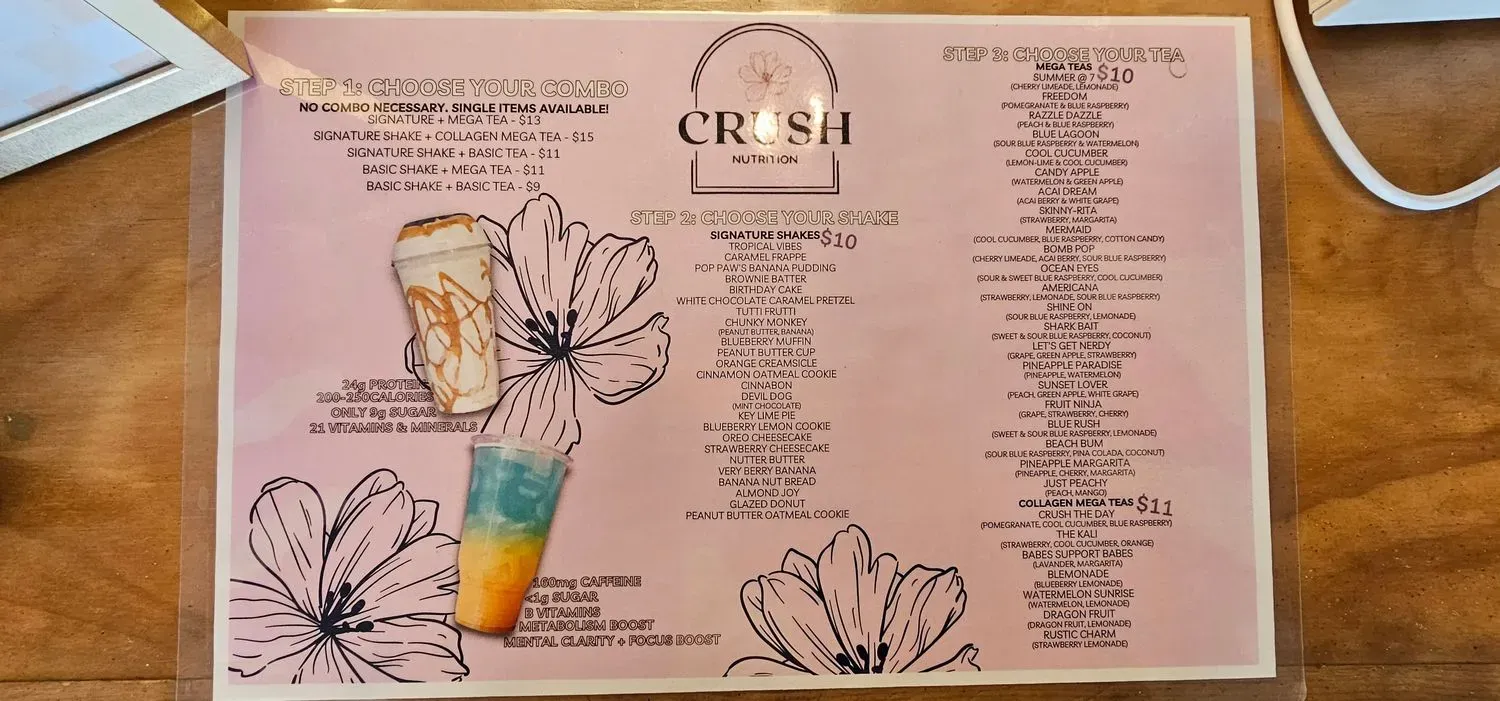 STEP 1: CHOOSE YOUR COMBO
NO COMBO NECESSARY. SINGLE ITEMS AVAILABLE!
SIGNATURE + MEGA TEA - $13
SIGNATURE SHAKE + COLLAGEN MEGA TEA - $15
SIGNATURE SHAKE + BASIC TEA - $11
BASIC SHAKE + MEGA TEA - $11
BASIC SHAKE + BASIC TEA - $9
24g PROTEIN
200-250CALORIES
ONLY 9g SUGAR
21 VITAMINS & MINERALS
160mg CAFFEINE
<1g SUGAR
B VITAMINS
METABOLISM BOOST
MENTAL CLARITY + FOCUS BOOST
CRUSH
NUTRITION
STEP 2: CHOOSE YOUR SHAKE
SIGNATURE SHAKES $10
TROPICAL VIBES
CARAMEL FRAPPE
POP PAW'S BANANA PUDDING
BROWNIE BATTER
BIRTHDAY CAKE
WHITE CHOCOLATE CARAMEL PRETZEL
TUTTI FRUTTI
CHUNKY MONKEY
(PEANUT BUTTER, BANANA)
BLUEBERRY MUFFIN
PEANUT BUTTER CUP
ORANGE CREAMSICLE
CINNAMON OATMEAL COOKIE
CINNABON
DEVIL DOG
(MINT CHOCOLATE)
KEY LIME PIE
BLUEBERRY LEMON COOKIE
OREO CHEESECAKE
STRAWBERRY CHEESECAKE
NUTTER BUTTER
VERY BERRY BANANA
BANANA NUT BREAD
ALMOND JOY
GLAZED DONUT
PEANUT BUTTER OATMEAL COOKIE
STEP 3: CHOOSE YOUR TEA
MEGA TEAS $10
SUMMER @ 7
(CHERRY LIMEADE, LEMONADE)
FREEDOM
(POMEGRANATE & BLUE RASPBERRY)
RAZZLE DAZZLE
(PEACH & BLUE RASPBERRY)
BLUE LAGOON
(SOUR BLUE RASPBERRY & WATERMELON)
COOL CUCUMBER
(LEMON-LIME & COOL CUCUMBER)
CANDY APPLE
(WATERMELON & GREEN APPLE)
ACAI DREAM
(ACAI BERRY & WHITE GRAPE)
SKINNY-RITA
(STRAWBERRY, MARGARITA)
MERMAID
(COOL CUCUMBER, BLUE RASPBERRY, COTTON CANDY)
BOMB POP
(CHERRY LIMEADE, ACAI BERRY, SOUR BLUE RASPBERRY)
OCEAN EYES
(SOUR & SWEET BLUE RASPBERRY, COOL CUCUMBER)
AMERICANA
(STRAWBERRY, LEMONADE, SOUR BLUE RASPBERRY)
SHINE ON
(SOUR BLUE RASPBERRY, LEMONADE)
SHARK BAIT
(SWEET & SOUR BLUE RASPBERRY, COCONUT)
LET'S GET NERDY
(GRAPE, GREEN APPLE, STRAWBERRY)
PINEAPPLE PARADISE
(PINEAPPLE, WATERMELON)
SUNSET LOVER
(PEACH, GREEN APPLE, WHITE GRAPE)
FRUIT NINJA
(GRAPE, STRAWBERRY, CHERRY)
BLUE RUSH
(SWEET & SOUR BLUE RASPBERRY, LEMONADE)
BEACH BUM
(SOUR BLUE RASPBERRY, PINA COLADA, COCONUT)
PINEAPPLE MARGARITA
(PINEAPPLE, CHERRY, MARGARITA)
JUST PEACHY
(PEACH, MANGO)
COLLAGEN MEGA TEAS $11
CRUSH THE DAY
(POMEGRANATE, COOL CUCUMBER, BLUE RASPBERRY)
THE KALI
(STRAWBERRY, COOL CUCUMBER, ORANGE)
BABES SUPPORT BABES
(LAVENDER, MARGARITA)
BLEMONADE
(BLUEBERRY LEMONADE)
WATERMELON SUNRISE
(WATERMELON, LEMONADE)
DRAGON FRUIT
(DRAGON FRUIT, LEMONADE)
RUSTIC CHARM
(STRAWBERRY LEMONADE)